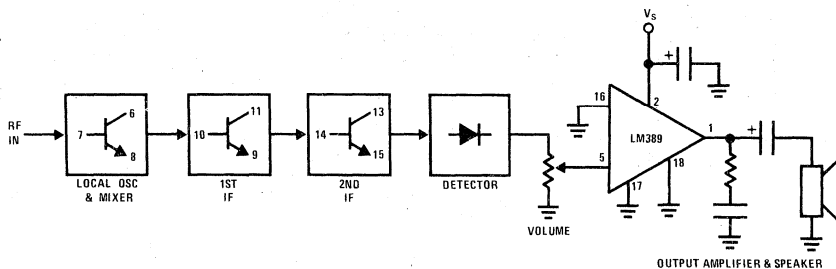 VS
RF
IN
6
7
8
LOCAL OSC
& MIXER
11
10
9
1ST
IF
13
14
15
2ND
IF
DETECTOR
VOLUME
+
16
2
LM389
1
5
18
17
+
OUTPUT AMPLIFIER & SPEAKER